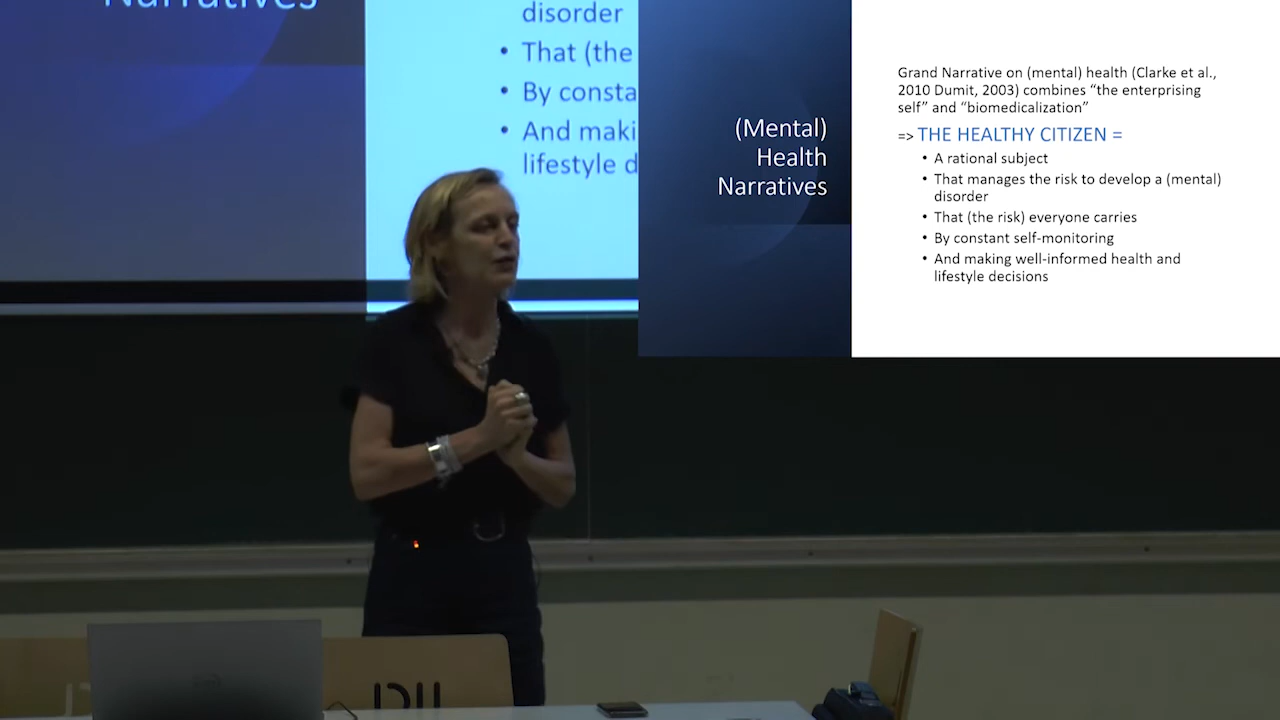 Narratives
disorder
• That (the
• By consta
• And maki
lifestyle d
(Mental)
Health
Narratives
Grand Narrative on (mental) health (Clarke et al.,
2010 Dumit, 2003) combines “the enterprising
self” and “biomedicalization”
=> THE HEALTHY CITIZEN =
• A rational subject
• That manages the risk to develop a (mental)
disorder
• That (the risk) everyone carries
• By constant self-monitoring
• And making well-informed health and
lifestyle decisions